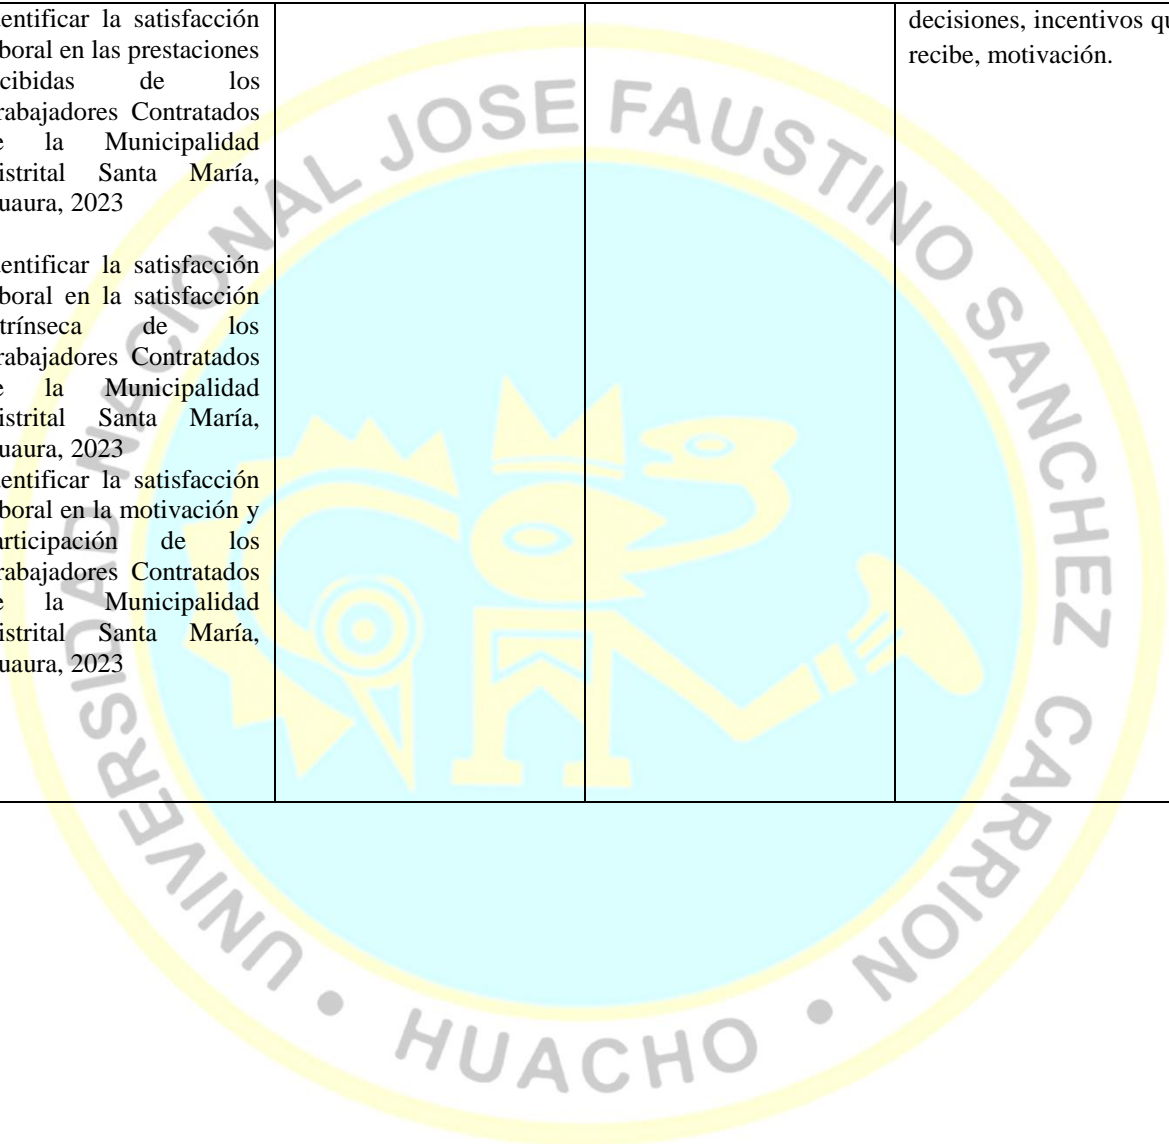 dentificar la satisfacción
boral en las prestaciones
cibidas de los
rabajadores Contratados
e la Municipalidad
istrital Santa María,
uaura, 2023
dentificar la satisfacción
boral en la satisfacción
trínseca de los
rabajadores Contratados
e la Municipalidad
istrital Santa María,
uaura, 2023
dentificar la satisfacción
boral en la motivación y
articipación de los
rabajadores Contratados
e la Municipalidad
istrital Santa María,
uaura, 2023
decisiones, incentivos qu
recibe, motivación.
UNIVERSIDAD NACIONAL JOSE FAUSTINO SANCHEZ CARRION
• HUACHO •